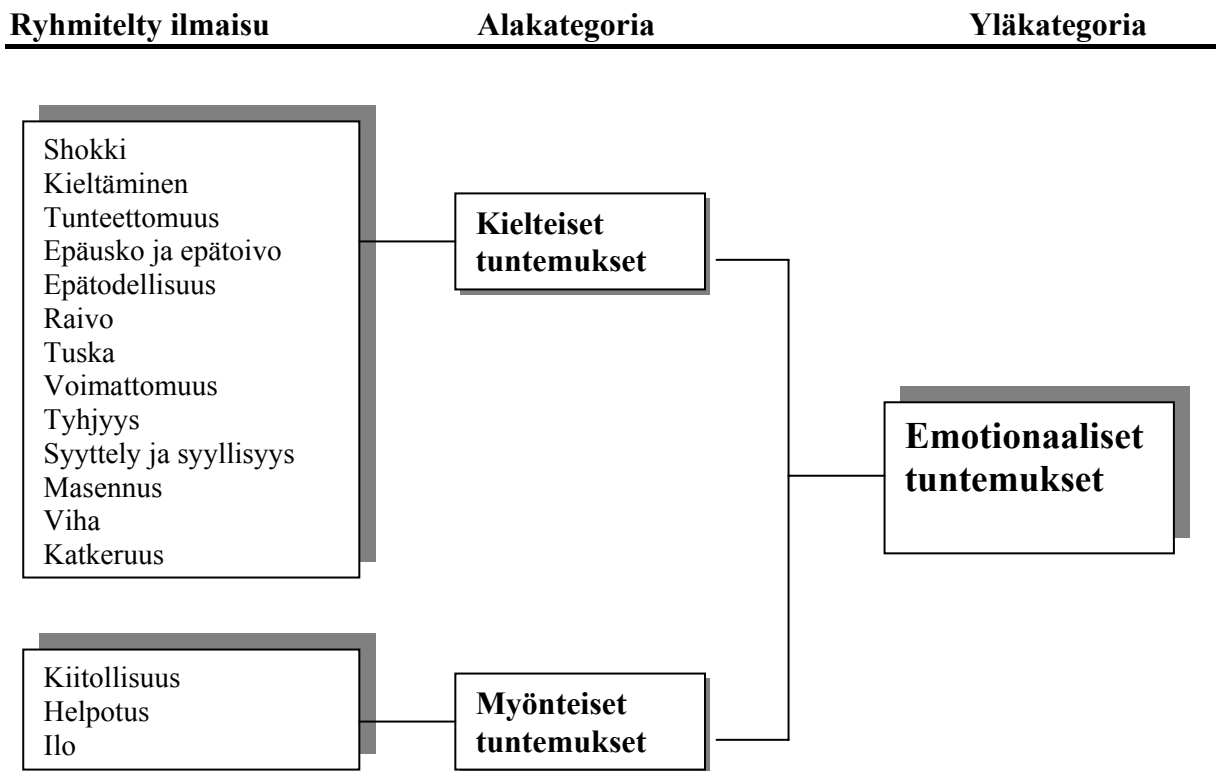 Ryhmitelty ilmaisu Alakategoria Yläkategoria
Shokki
Kieltäminen
Tunteettomuus
Epäusko ja epätoivo
Epätodellisuus
Raivo
Tuska
Voimattomuus
Tyhjyys
Syyttely ja syyllisyys
Masennus
Viha
Katkeruus
Kielteiset
tuntemukset
Kiitollisuus
Helpotus
Ilo
Myönteiset
tuntemukset
Emotionaaliset
tuntemukset